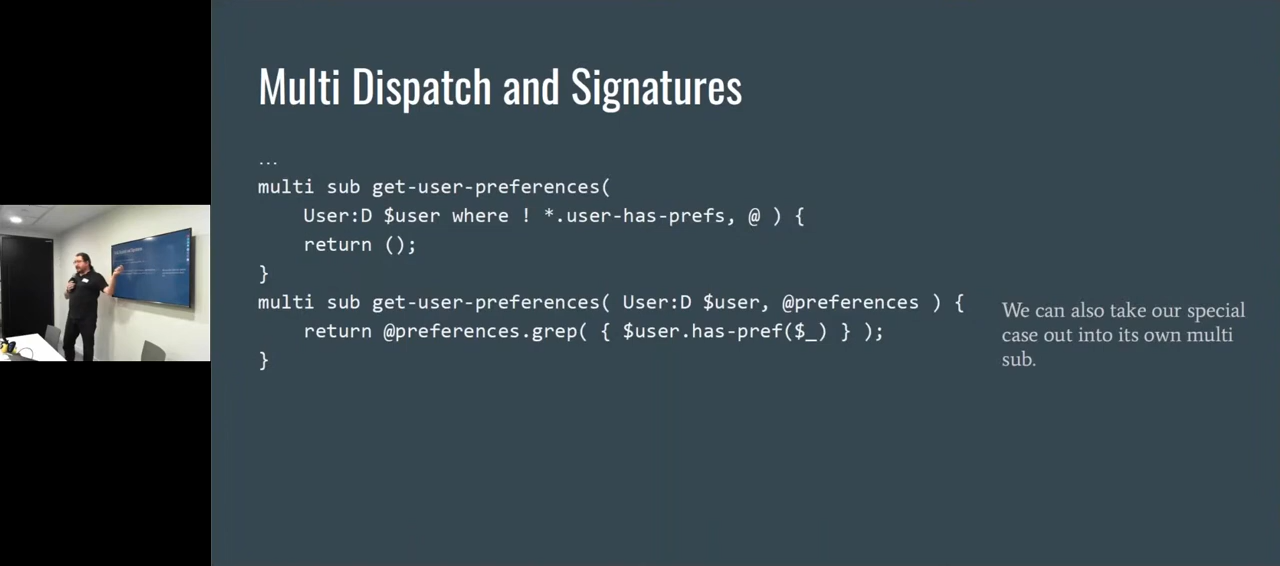 Multi Dispatch and Signatures
...
multi sub get-user-preferences(
    User:D $user where ! *.user-has-prefs, @ ) {
    return ();
}
multi sub get-user-preferences( User:D $user, @preferences ) {
    return @preferences.grep( { $user.has-pref($_) } );
}
We can also take our special
case out into its own multi
sub.